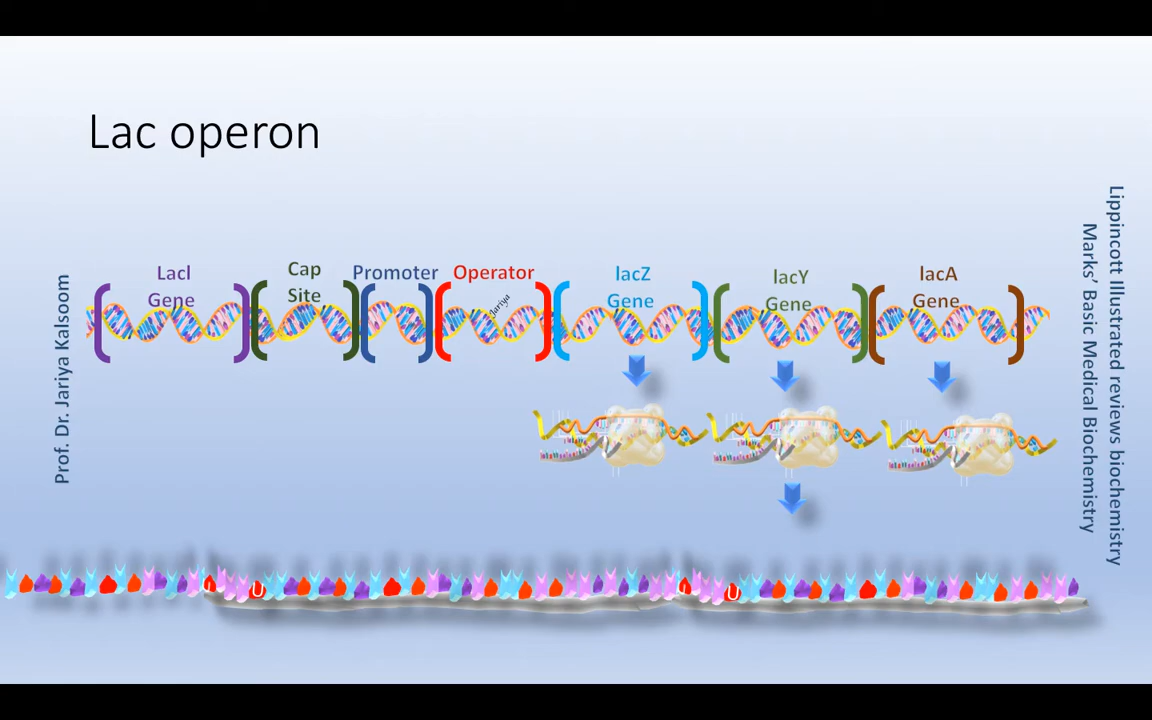 Lac operon
LacI
Gene
Cap
Site
Promoter
Operator
lacZ
Gene
lacY
Gene
lacA
Gene
Jariya
Prof. Dr. Jariya Kalsoom
Lippincott Illustrated reviews biochemistry
Marks’ Basic Medical Biochemistry
U
U
U
U